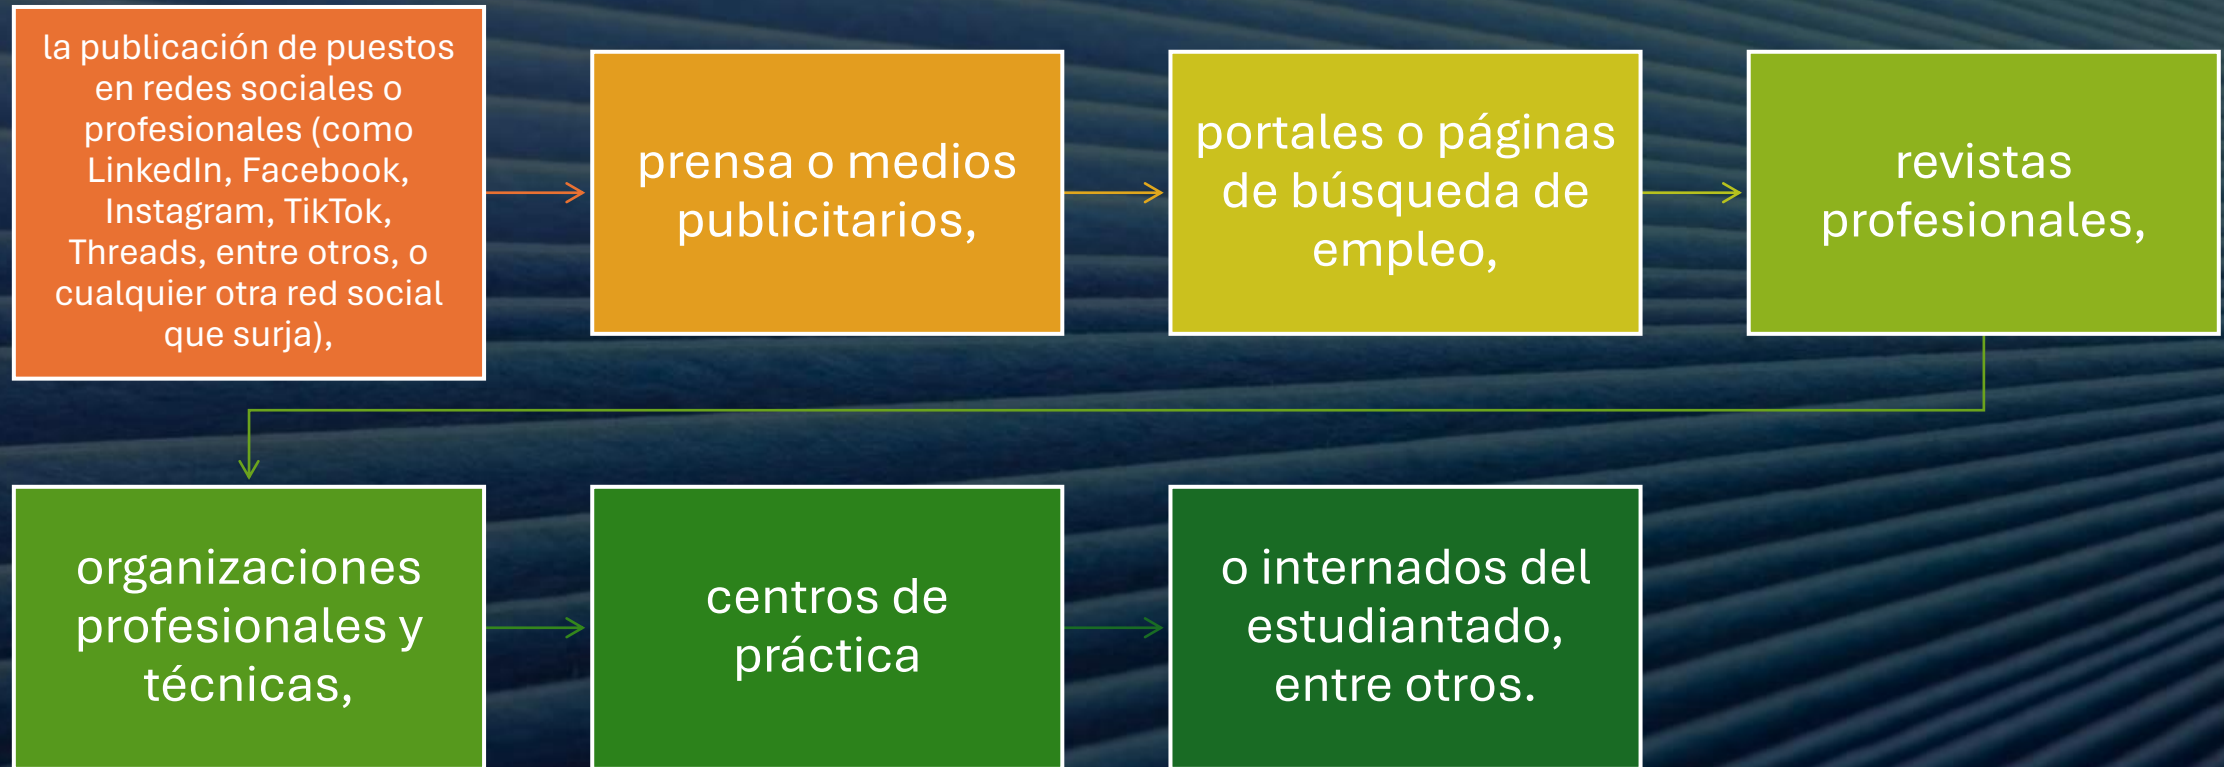 la publicación de puestos
en redes sociales o
profesionales (como
LinkedIn, Facebook,
Instagram, TikTok,
Threads, entre otros, o
cualquier otra red social
que surja),
prensa o medios
publicitarios,
portales o páginas
de búsqueda de
empleo,
revistas
profesionales,
organizaciones
profesionales y
técnicas,
centros de
práctica
o internados del
estudiantado,
entre otros.